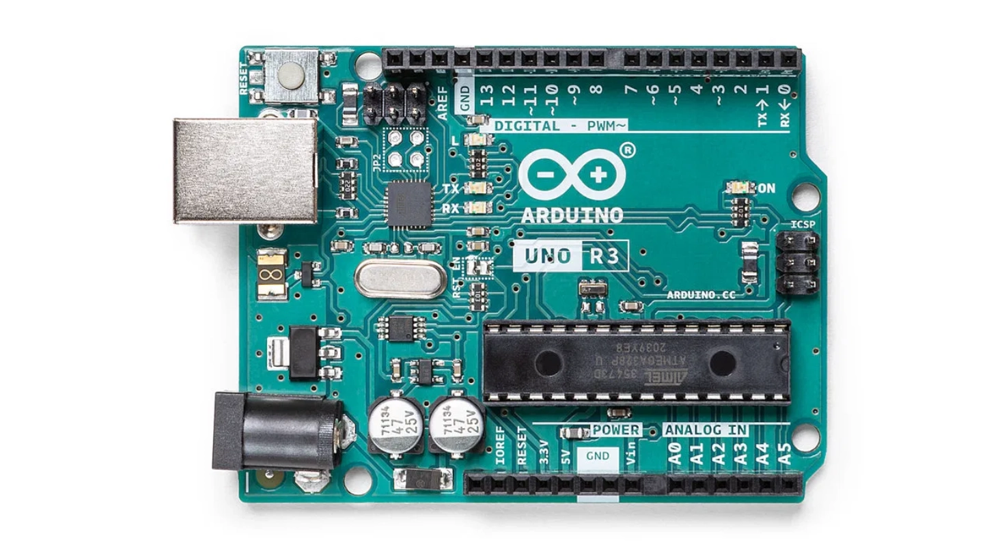 RESET
AREF
GND
13
12
~11
~10
~9
8
7
~6
~5
4
~3
2
TX→1
RX←0
DIGITAL - PWM~
JP2
L
TX
RX
®
ARDUINO
UNO R3
ON
ICSP
RST EN
ARDUINO.CC
ATMEL
35473D
ATMEGA328P U
2039YE8
71134
47
25V
71134
47
25V
POWER
ANALOG IN
IOREF
RESET
3.3V
5V
GND
Vin
A0
A1
A2
A3
A4
A5